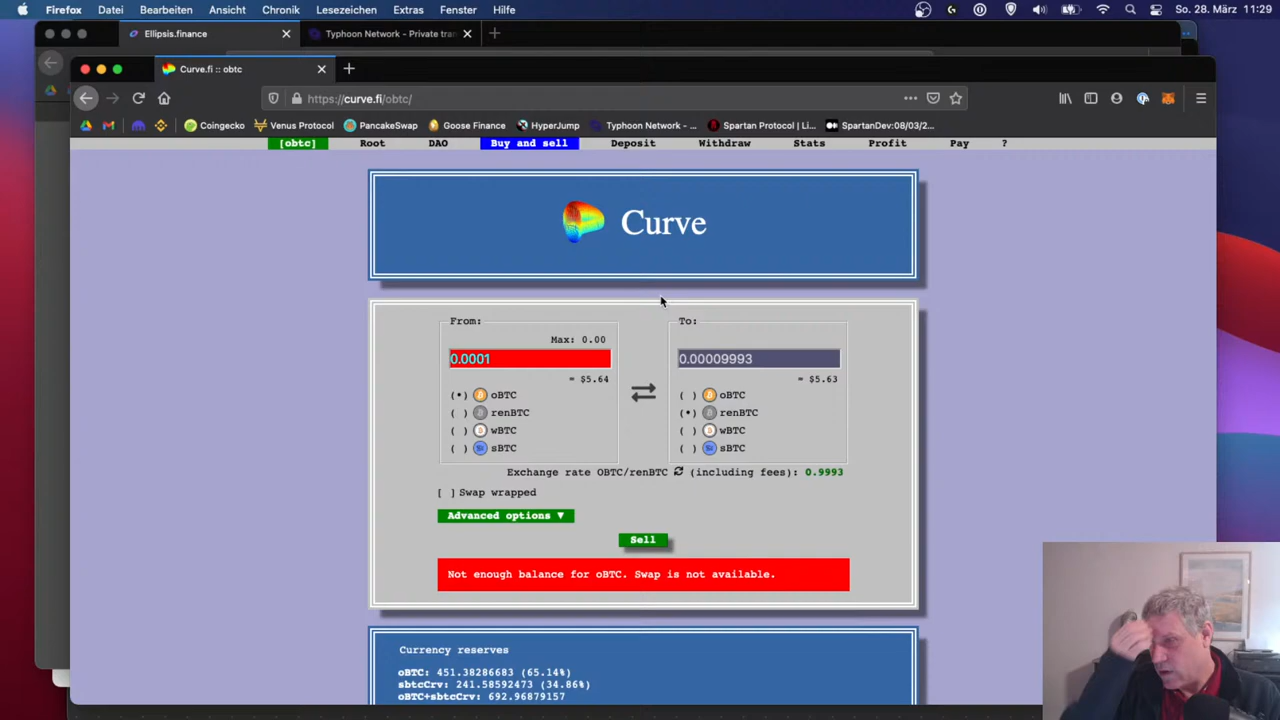 Firefox Datei Bearbeiten Ansicht Chronik Lesezeichen Extras Fenster Hilfe So. 28. März 11:29
Ellipsis.finance Typhoon Network - Private tran
Curve.fi :: obtc
https://curve.fi/obtc/
Coingecko Venus Protocol PancakeSwap Goose Finance HyperJump Typhoon Network - ... Spartan Protocol | Li... SpartanDev:08/03/2...
[obtc] Root DAO Buy and sell Deposit Withdraw Stats Profit Pay ?
Curve
From: To:
Max: 0.00
0.0001 0.00009993
= $5.64 = $5.63
(•) oBTC ( ) oBTC
( ) renBTC (•) renBTC
( ) wBTC ( ) wBTC
( ) sBTC ( ) sBTC
Exchange rate OBTC/renBTC (including fees): 0.9993
[ ] Swap wrapped
Advanced options ▼
Sell
Not enough balance for oBTC. Swap is not available.
Currency reserves
oBTC: 451.38286683 (65.14%)
sbtcCrv: 241.58592473 (34.86%)
oBTC+sbtcCrv: 692.96879157